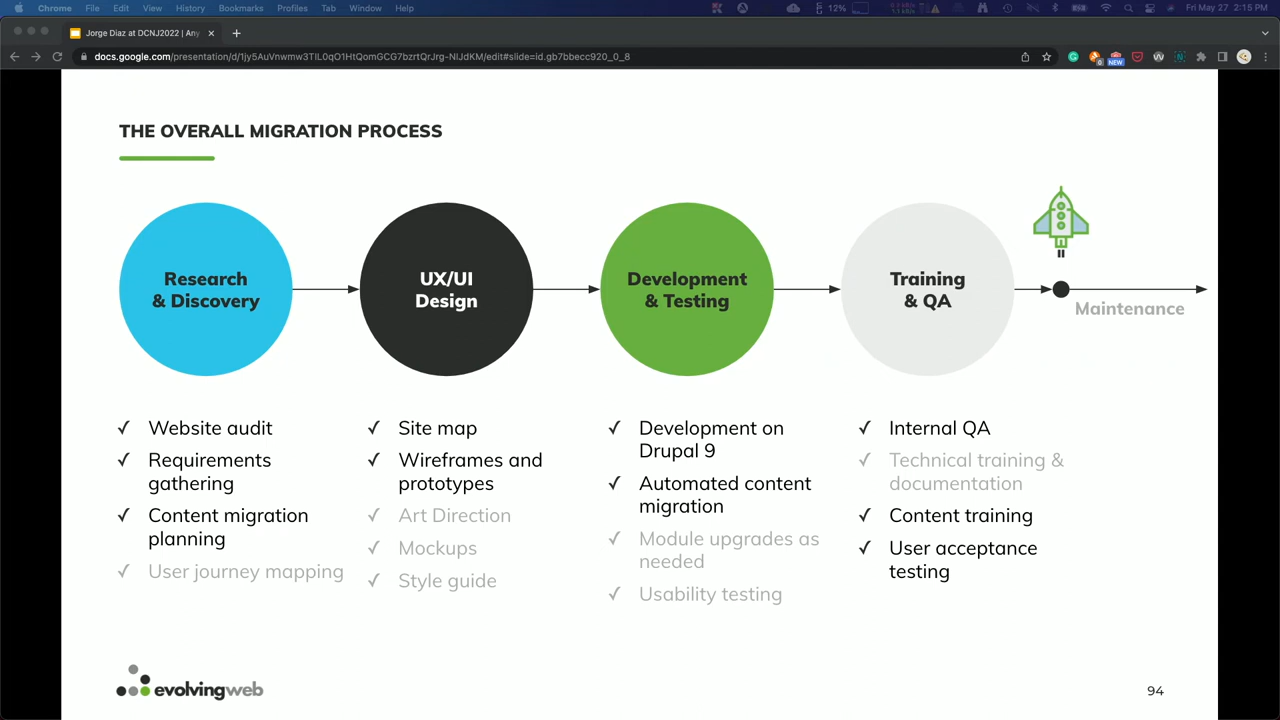 Chrome File Edit View History Bookmarks Profiles Tab Window Help 12% Fri May 27 2:15 PM
Jorge Diaz at DCNJ2022 | Any
docs.google.com/presentation/d/1jy5AuVnwmw3TIL0qO1HtQomGCG7bzrtQrJrg-NIJdKM/edit#slide=id.gb7bbecc920_0_8
NEW
THE OVERALL MIGRATION PROCESS
Research
& Discovery
UX/UI
Design
Development
& Testing
Training
& QA
Maintenance
✓ Website audit
✓ Requirements
gathering
✓ Content migration
planning
✓ User journey mapping
✓ Site map
✓ Wireframes and
prototypes
✓ Art Direction
✓ Mockups
✓ Style guide
✓ Development on
Drupal 9
✓ Automated content
migration
✓ Module upgrades as
needed
✓ Usability testing
✓ Internal QA
✓ Technical training &
documentation
✓ Content training
✓ User acceptance
testing
evolvingweb
94